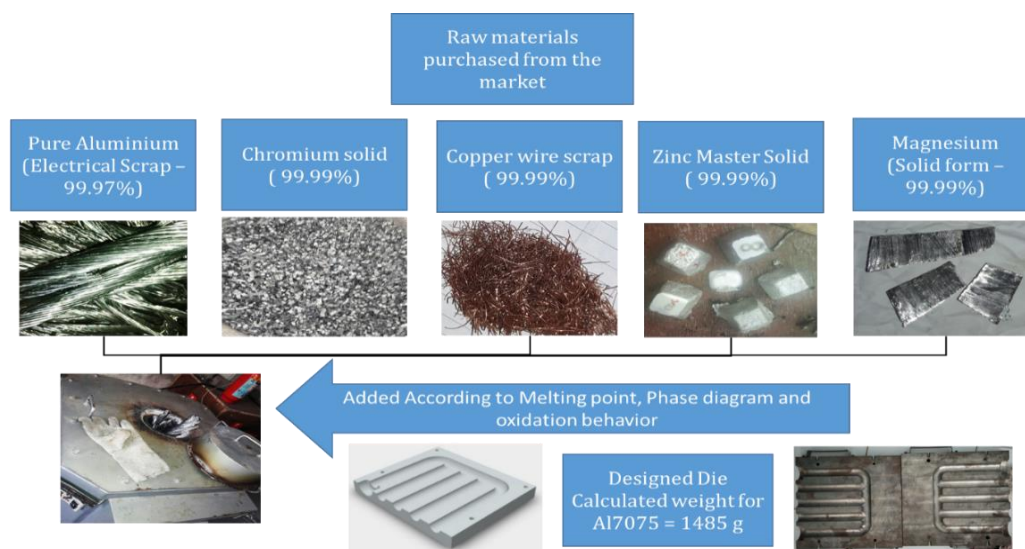 Raw materials
purchased from the
market
Pure Aluminium
(Electrical Scrap –
99.97%)
Chromium solid
( 99.99%)
Copper wire scrap
( 99.99%)
Zinc Master Solid
( 99.99%)
Magnesium
(Solid form –
99.99%)
Added According to Melting point, Phase diagram and
oxidation behavior
Designed Die
Calculated weight for
Al7075 = 1485 g